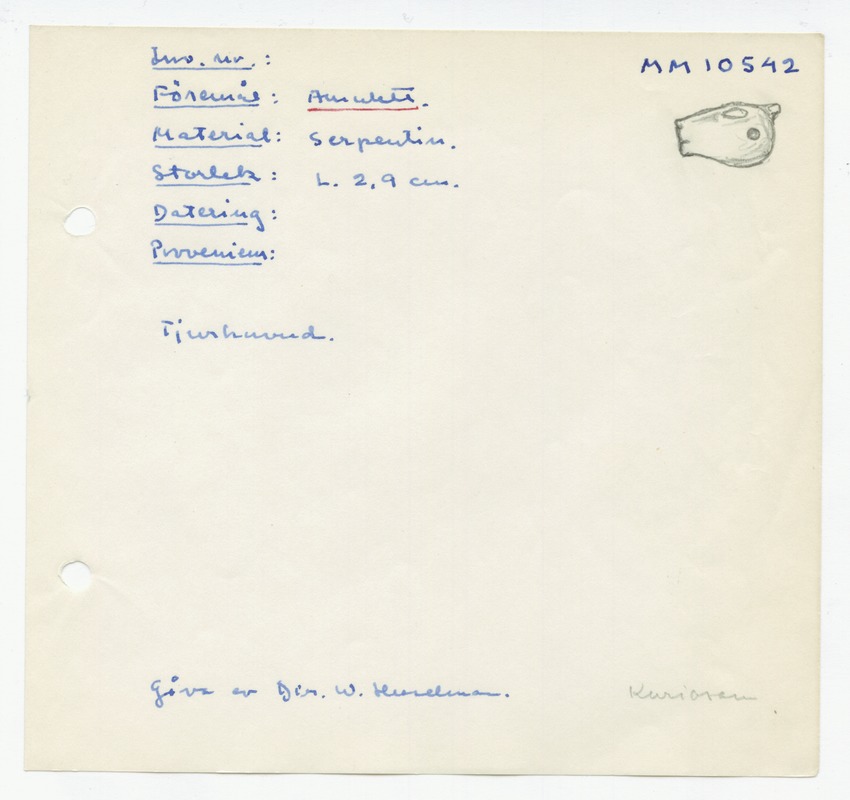 Inv. nr.: MM 10542
Föremål: Amulett.
Material: Serpentin.
Storlek: L. 2,9 cm.
Datering:
Proveniens:
Tjurhuvud.
Gåva av Dir. W.
Kuriosa